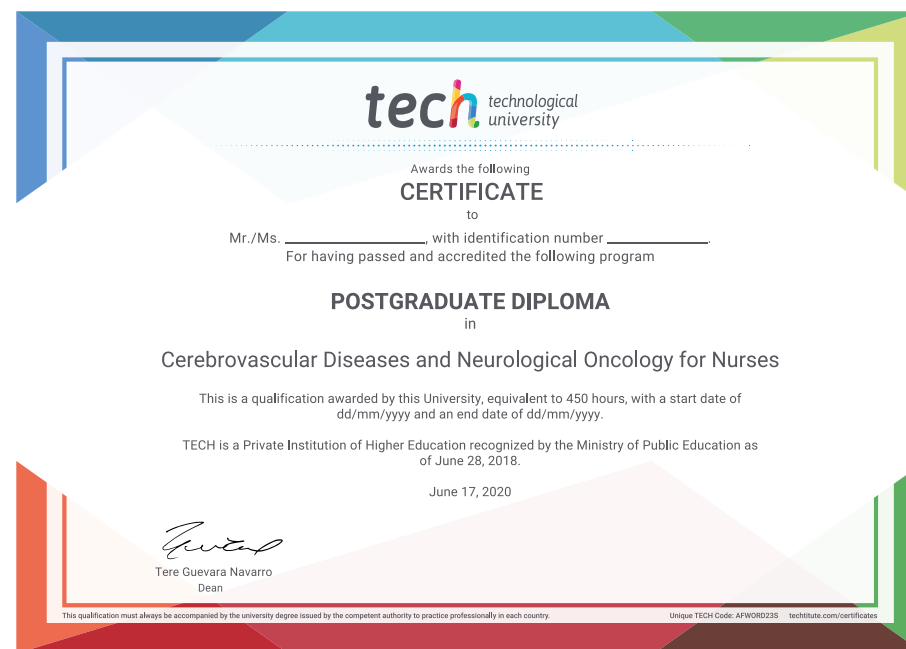 tech technological
university
Awards the following
CERTIFICATE
to
Mr./Ms. ________________, with identification number ____________.
For having passed and accredited the following program
POSTGRADUATE DIPLOMA
in
Cerebrovascular Diseases and Neurological Oncology for Nurses
This is a qualification awarded by this University, equivalent to 450 hours, with a start date of
dd/mm/yyyy and an end date of dd/mm/yyyy.
TECH is a Private Institution of Higher Education recognized by the Ministry of Public Education as
of June 28, 2018.
June 17, 2020
Tere Guevara Navarro
Dean
This qualification must always be accompanied by the university degree issued by the competent authority to practice professionally in each country.
Unique TECH Code: AFWORD23S techtitute.com/certificates